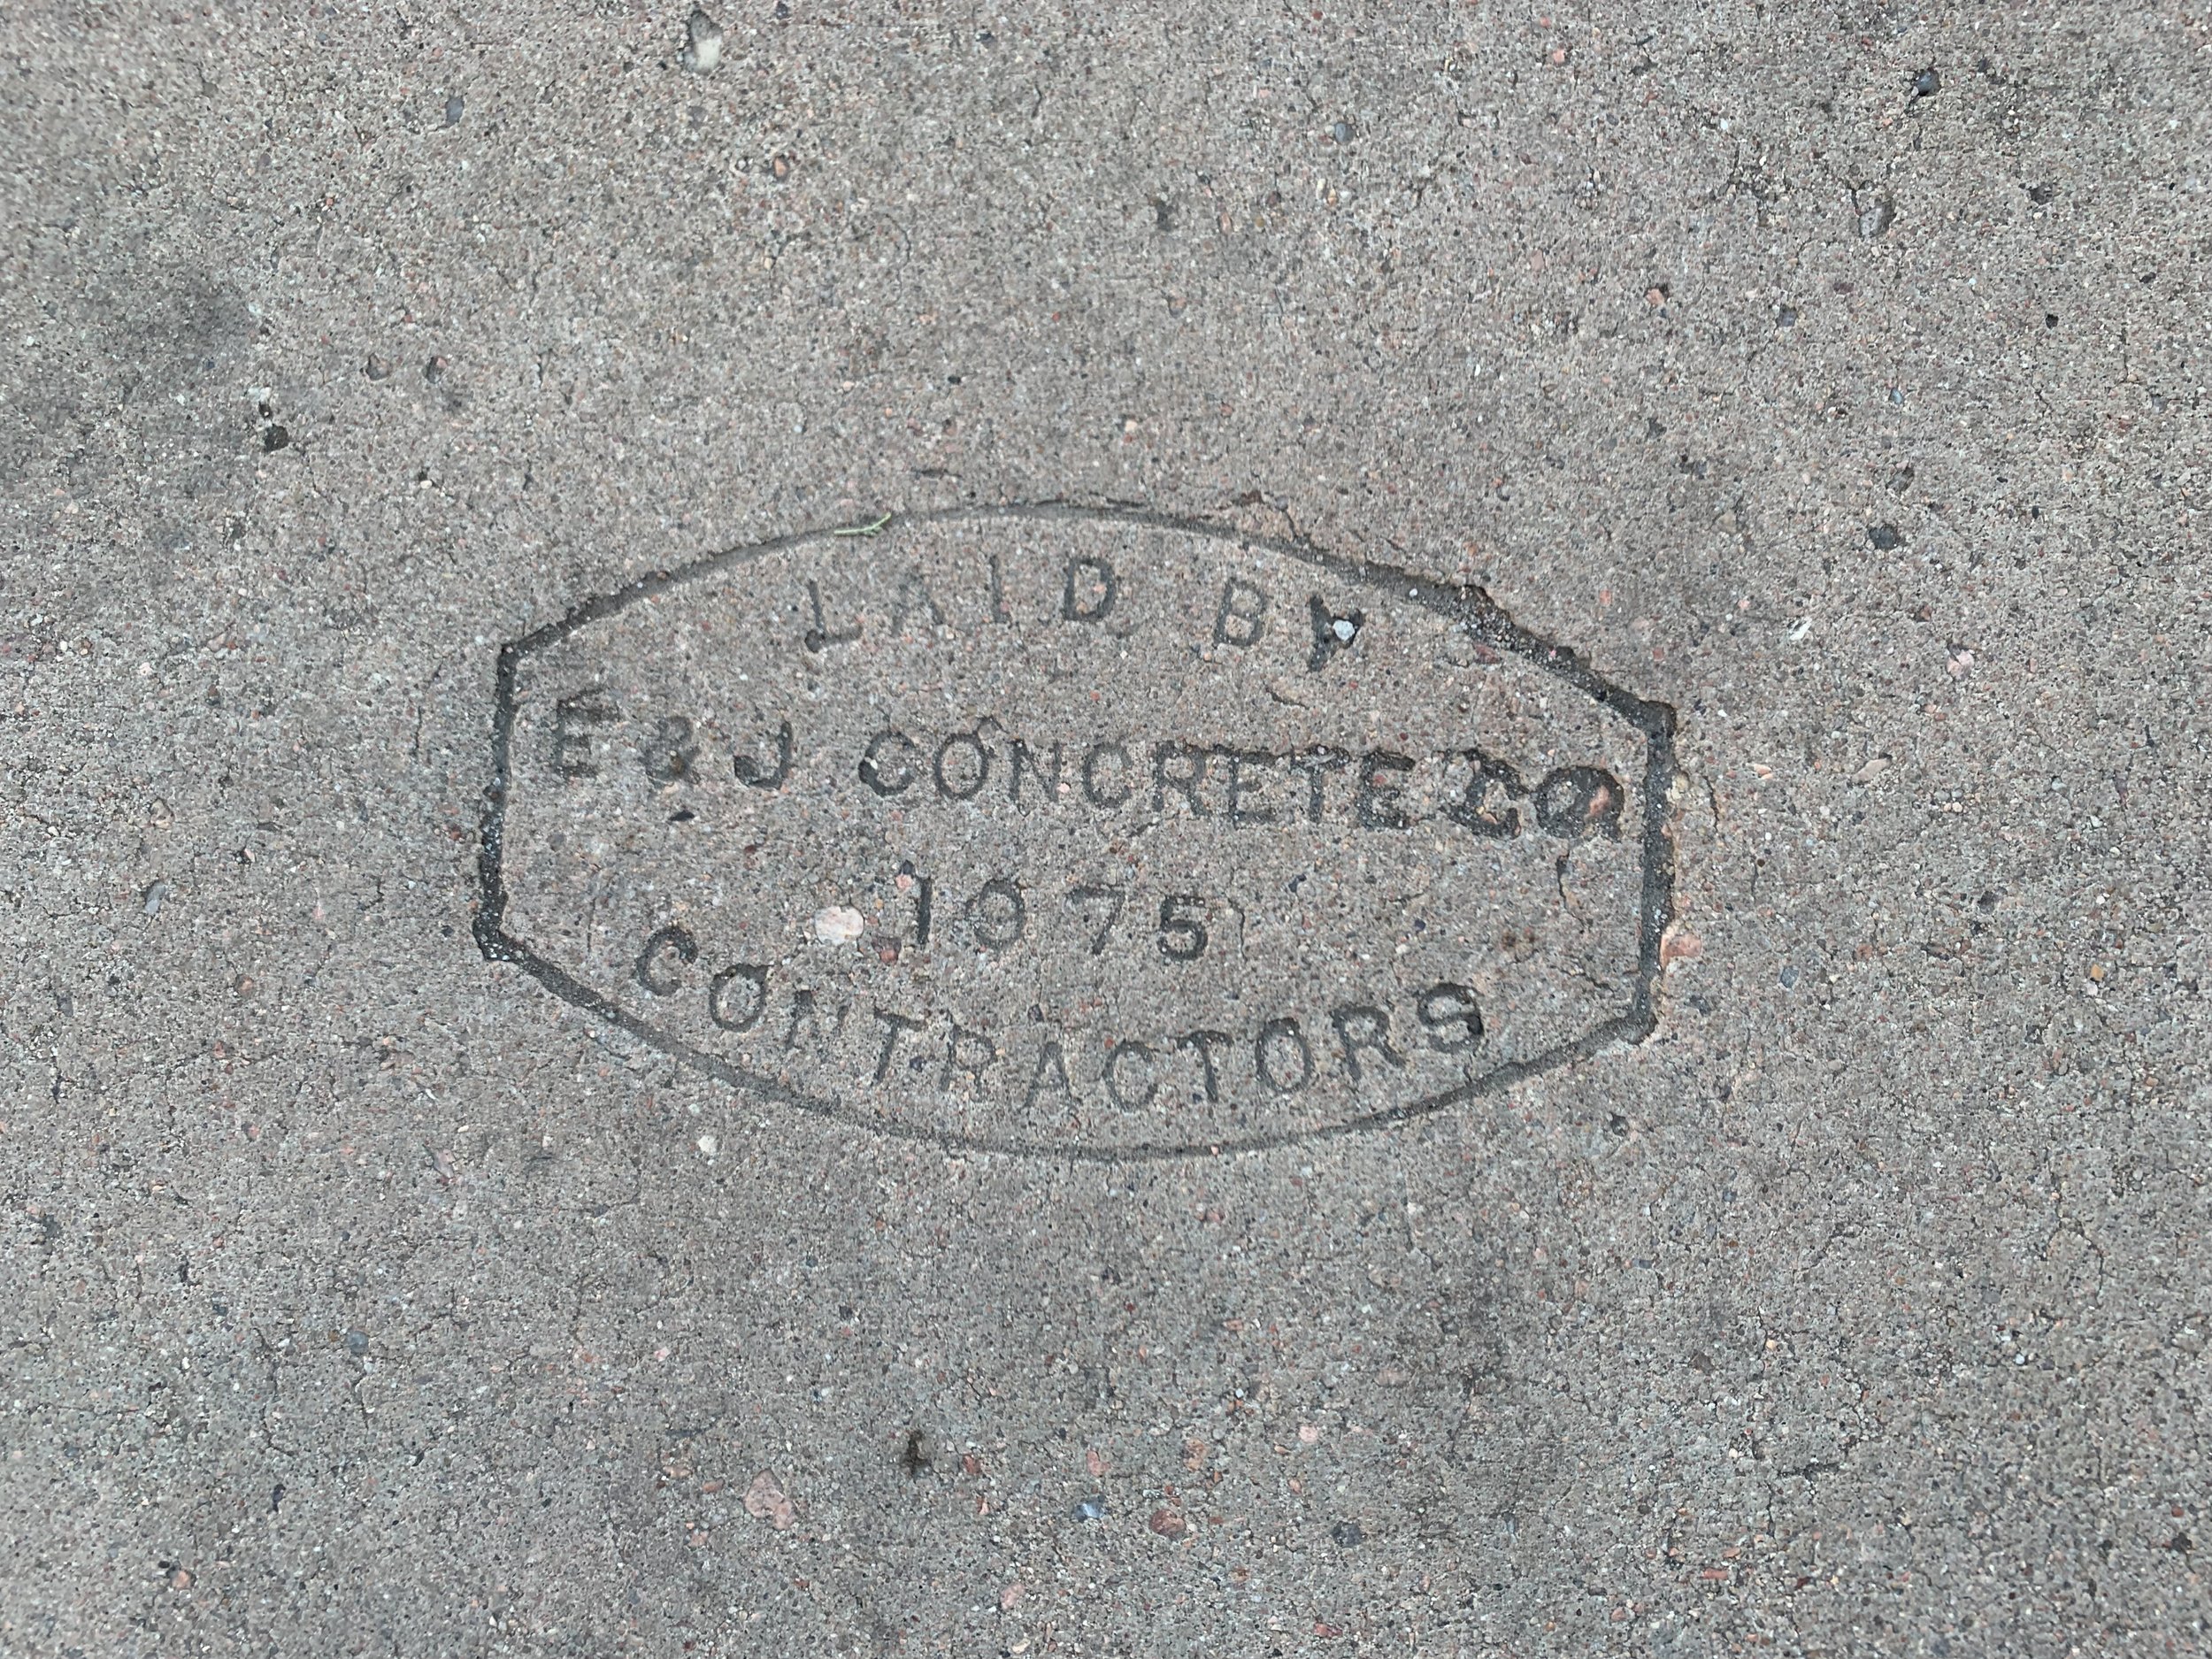 LAID BY
E & J CONCRETE CO.
1975
CONTRACTORS